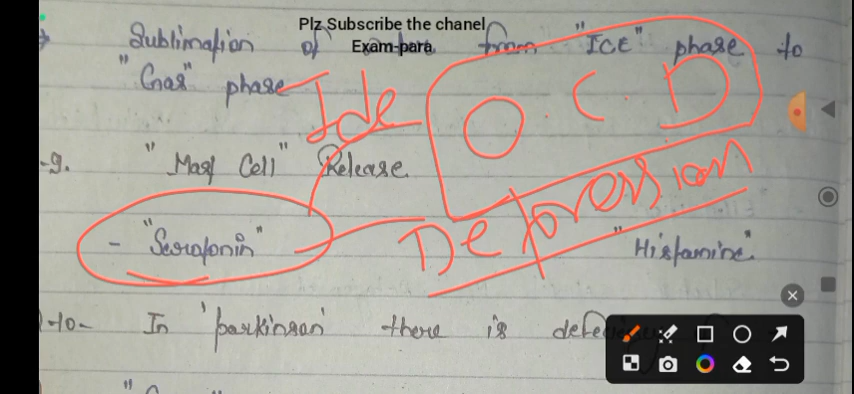 Plz Subscribe the chanel
Exam-para
Sublimation of from "ICE" phase to
"Gas" phase
Ide
O.C.D
-9. "Mast Cell" Release
Depression
- "Serotonin" "Histamine"
10- In 'parkinson' there is